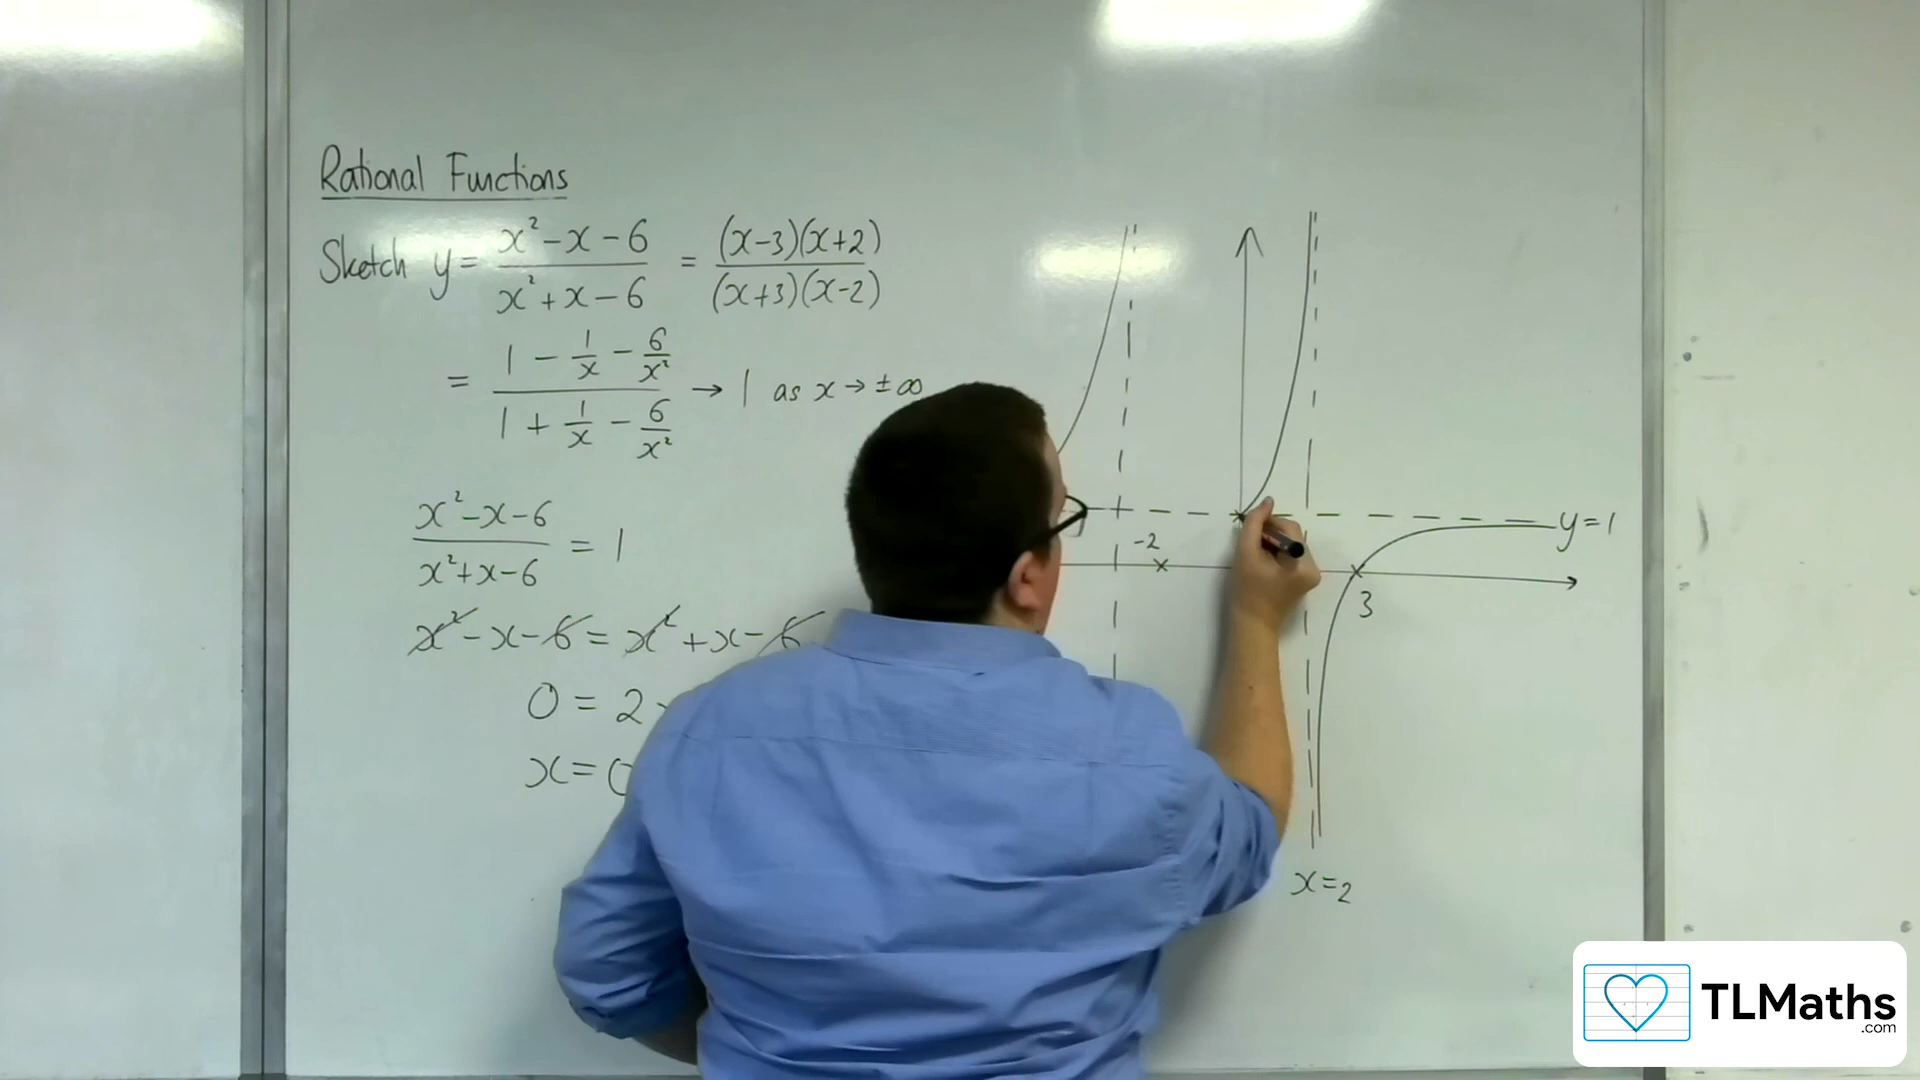 Rational Functions
Sketch y = (x² - x - 6)/(x² + x - 6) = ((x-3)(x+2))/((x+3)(x-2))
= (1 - 1/x - 6/x²)/(1 + 1/x - 6/x²) → 1 as x → ±∞
(x² - x - 6)/(x² + x - 6) = 1
x² - x - 6 = x² + x - 6
0 = 2
x = 0
-2
y = 1
3
x = 2
TLMaths
.com